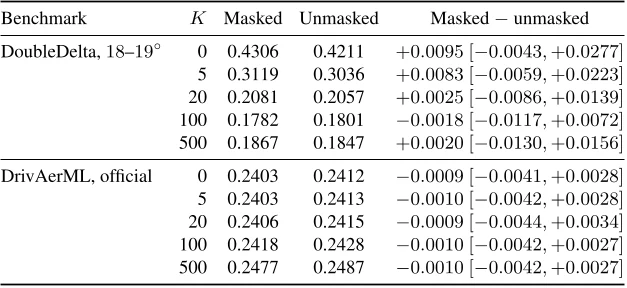 Benchmark K Masked Unmasked Masked − unmasked
DoubleDelta, 18–19° 0 0.4306 0.4211 +0.0095 [−0.0043, +0.0277]
5 0.3119 0.3036 +0.0083 [−0.0059, +0.0223]
20 0.2081 0.2057 +0.0025 [−0.0086, +0.0139]
100 0.1782 0.1801 −0.0018 [−0.0117, +0.0072]
500 0.1867 0.1847 +0.0020 [−0.0130, +0.0156]
DrivAerML, official 0 0.2403 0.2412 −0.0009 [−0.0041, +0.0028]
5 0.2403 0.2413 −0.0010 [−0.0042, +0.0028]
20 0.2406 0.2415 −0.0009 [−0.0044, +0.0034]
100 0.2418 0.2428 −0.0010 [−0.0042, +0.0027]
500 0.2477 0.2487 −0.0010 [−0.0042, +0.0027]